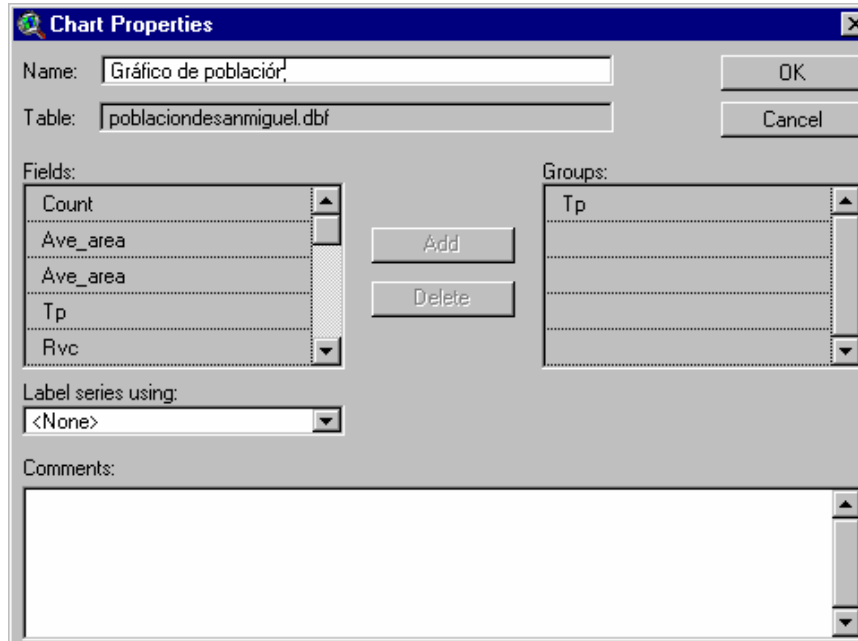 Chart Properties
Name: Gráfico de población
OK
Table: poblaciondesanmiguel.dbf
Cancel
Fields:
Groups:
Count
Ave_area
Ave_area
Tp
Rvc
Tp
Add
Delete
Label series using:
<None>
Comments: